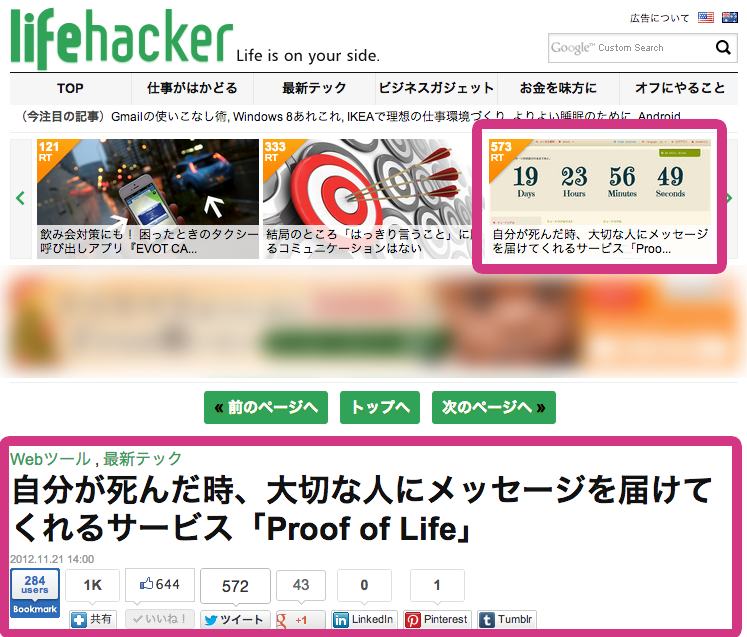 lifehacker Life is on your side.
広告について
Google™ Custom Search
TOP 仕事がはかどる 最新テック ビジネスガジェット お金を味方に オフにやること
（今注目の記事）Gmailの使いこなし術, Windows 8あれこれ, IKEAで理想の仕事環境づくり, よりよい睡眠のために, Android
121
RT
飲み会対策にも！ 困ったときのタクシー
呼び出しアプリ『EVOT CA...
333
RT
結局のところ「はっきり言うこと」に
るコミュニケーションはない
573
RT
19 23 56 49
Days Hours Minutes Seconds
自分が死んだ時、大切な人にメッセージ
を届けてくれるサービス「Proo...
« 前のページへ トップへ 次のページへ »
Webツール , 最新テック
自分が死んだ時、大切な人にメッセージを届けて
くれるサービス「Proof of Life」
2012.11.21 14:00
284
users
Bookmark
1K 644 572 43 0 1
共有 いいね！ ツイート +1 LinkedIn Pinterest Tumblr